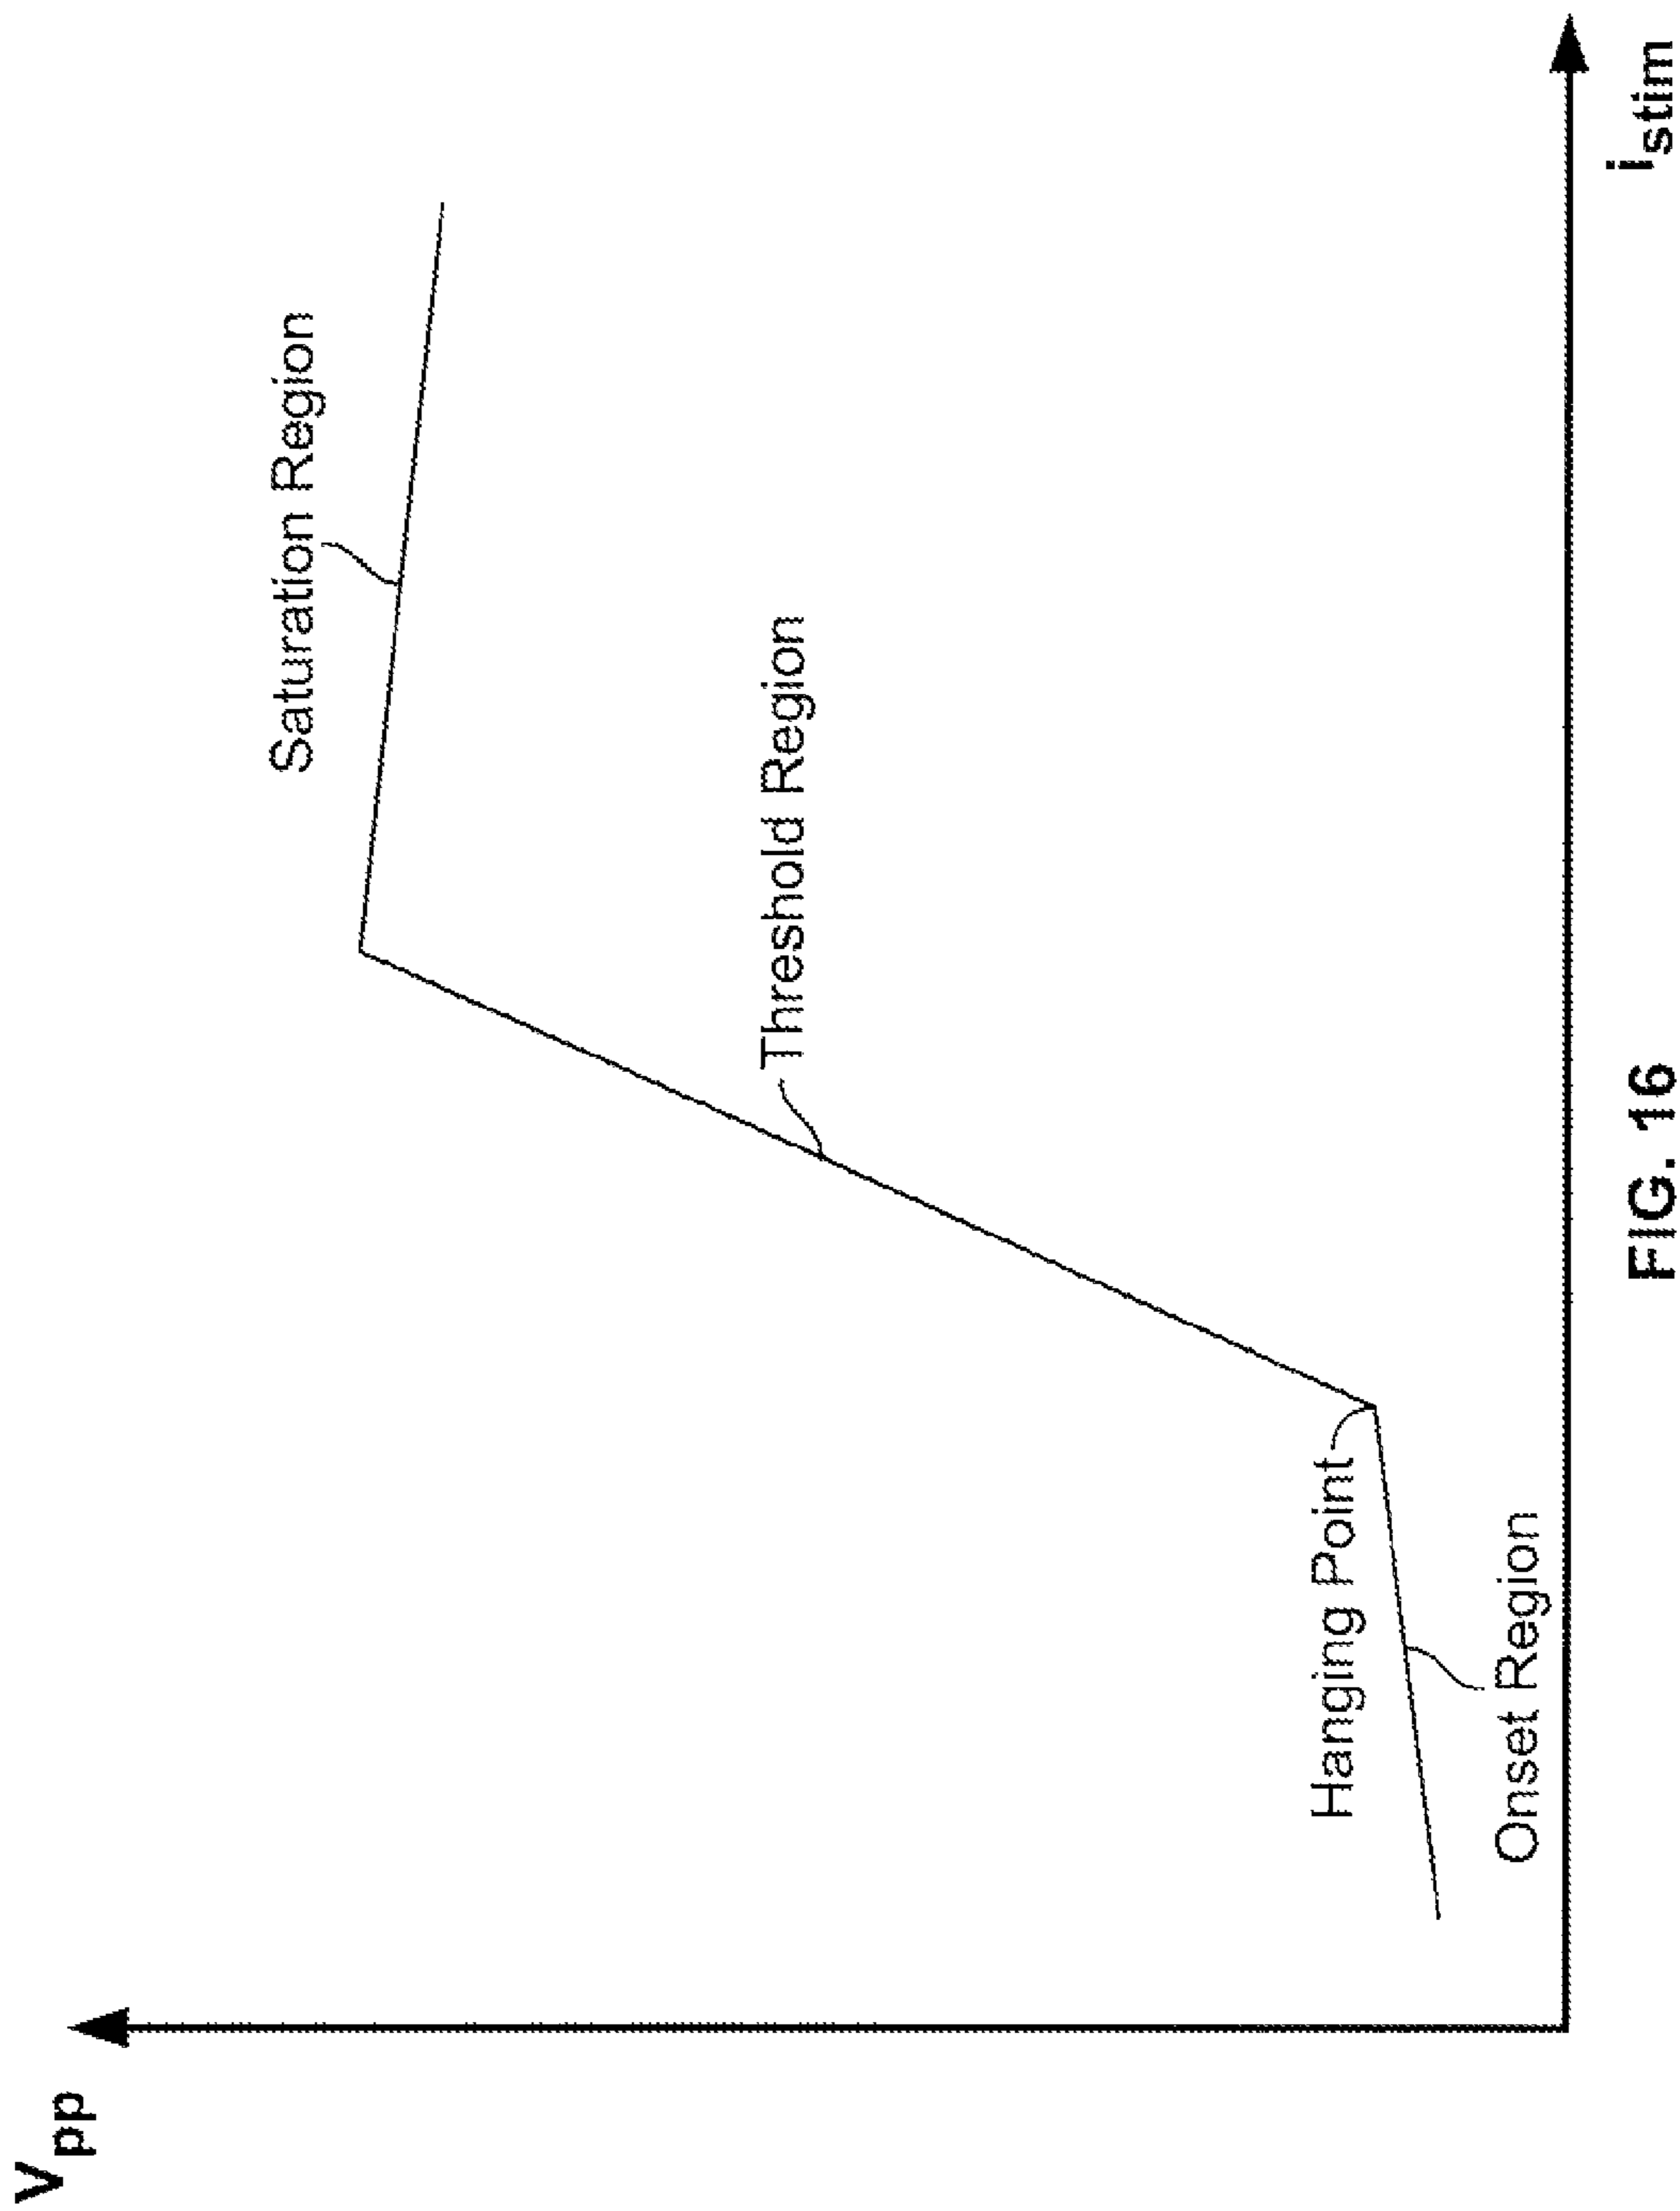 Vpp
Saturation Region
Threshold Region
Hanging Point
Onset Region
istim
FIG. 16